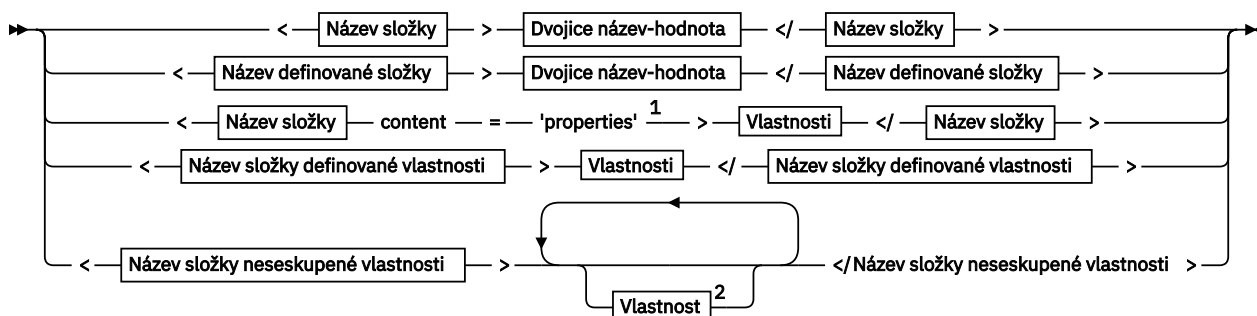 < Název složky > Dvojice název-hodnota </ Název složky >
< Název definované složky > Dvojice název-hodnota </ Název definované složky >
< Název složky content = 'properties' 1 > Vlastnosti </ Název složky >
< Název složky definované vlastnosti > Vlastnosti </ Název složky definované vlastnosti >
< Název složky neseskupené vlastnosti > </ Název složky neseskupené vlastnosti >
Vlastnost 2